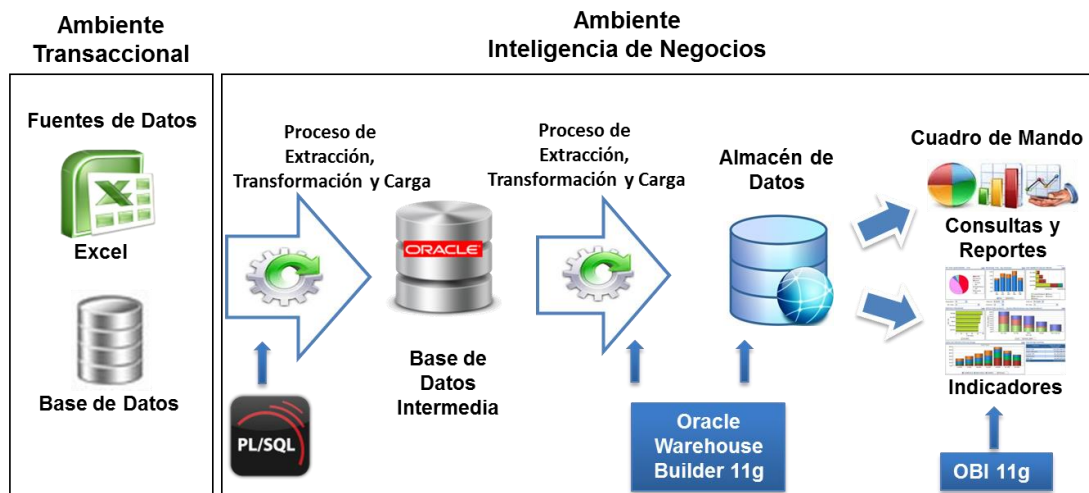 Ambiente
Transaccional
Ambiente
Inteligencia de Negocios
Fuentes de Datos
Excel
Base de Datos
Proceso de
Extracción,
Transformación y Carga
PL/SQL
ORACLE
Base de
Datos
Intermedia
Proceso de
Extracción,
Transformación y Carga
Almacén de
Datos
Oracle
Warehouse
Builder 11g
Cuadro de Mando
Consultas y
Reportes
Indicadores
OBI 11g